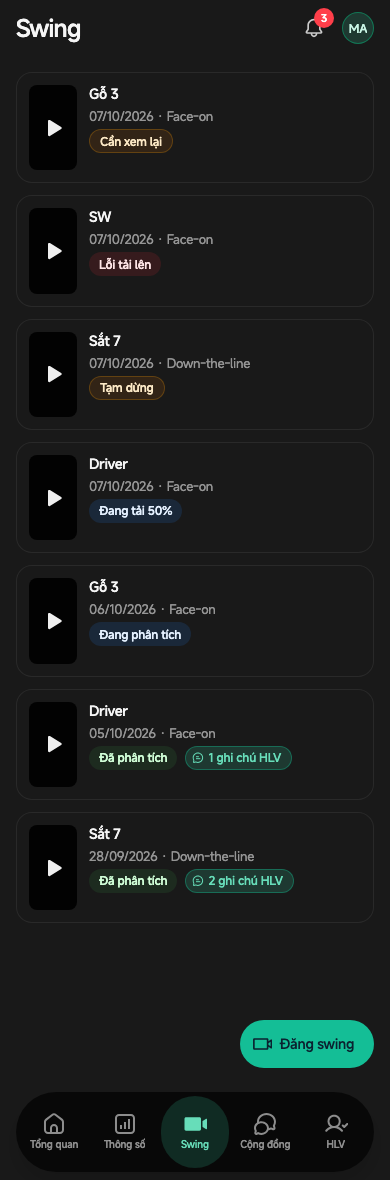 Swing
3
MA
Gỗ 3
07/10/2026 · Face-on
Cần xem lại
SW
07/10/2026 · Face-on
Lỗi tải lên
Sắt 7
07/10/2026 · Down-the-line
Tạm dừng
Driver
07/10/2026 · Face-on
Đang tải 50%
Gỗ 3
06/10/2026 · Face-on
Đang phân tích
Driver
05/10/2026 · Face-on
Đã phân tích 1 ghi chú HLV
Sắt 7
28/09/2026 · Down-the-line
Đã phân tích 2 ghi chú HLV
Đăng swing
Tổng quan Thông số Swing Cộng đồng HLV